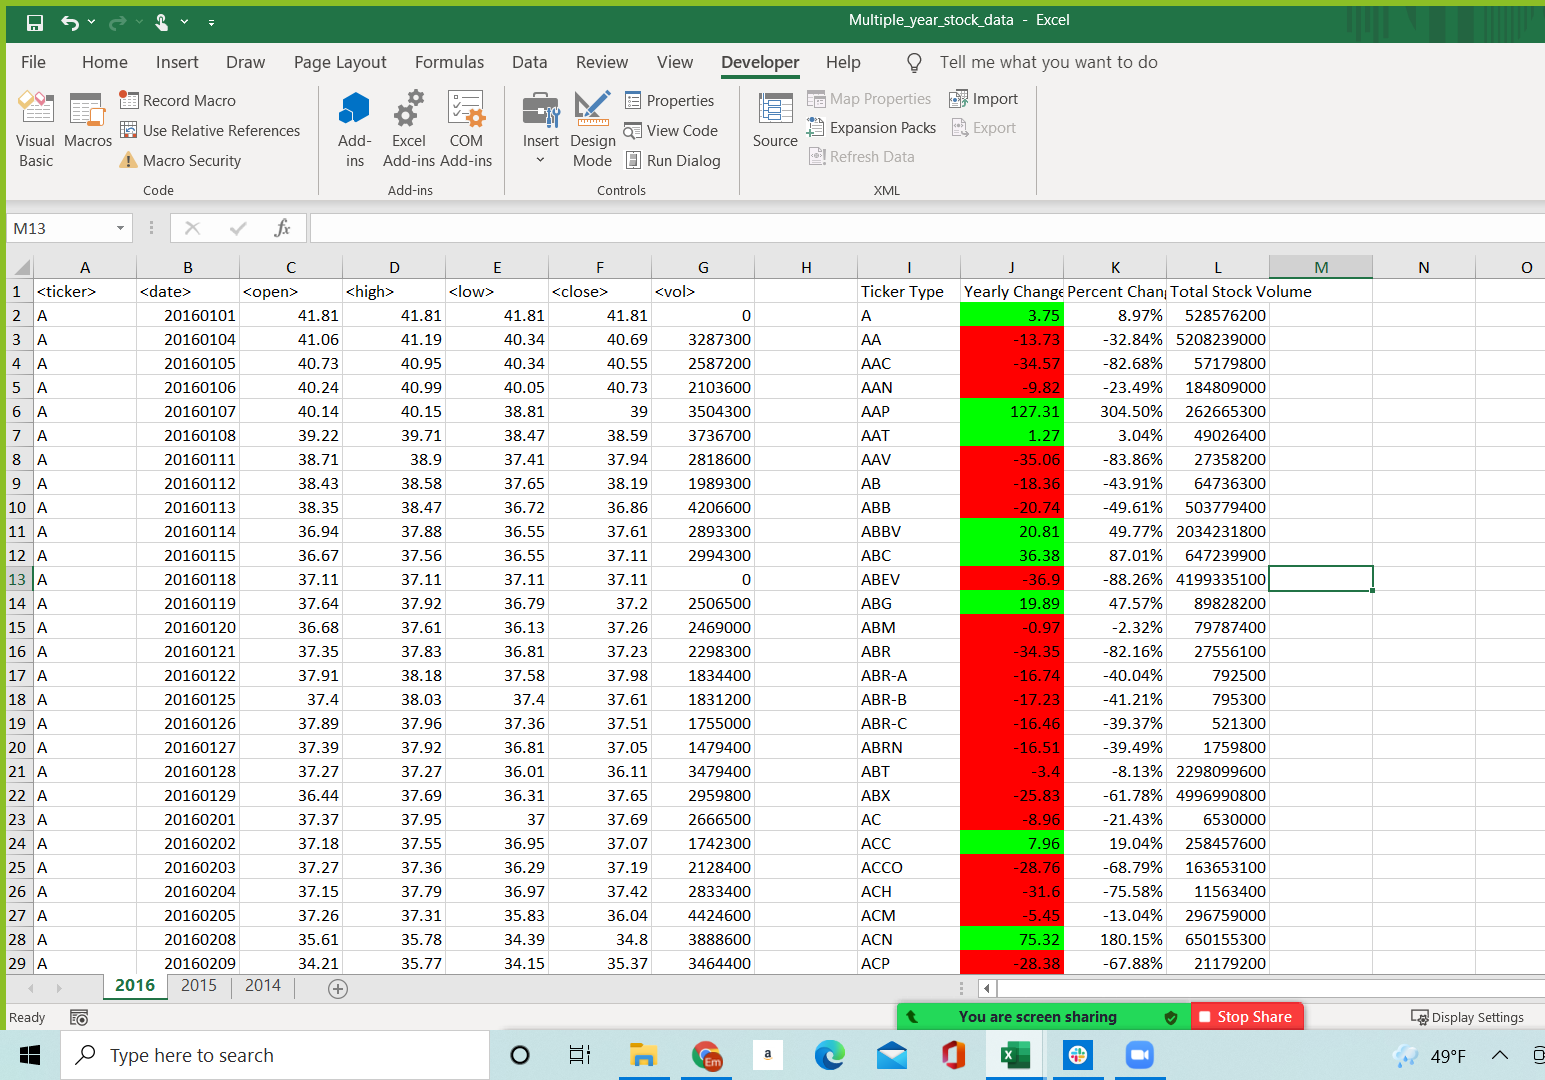 Multiple_year_stock_data - Excel
File Home Insert Draw Page Layout Formulas Data Review View Developer Help Tell me what you want to do
Visual Basic
Macros
Record Macro
Use Relative References
Macro Security
Code
Add-ins
Excel Add-ins
COM Add-ins
Add-ins
Insert
Design Mode
Properties
View Code
Run Dialog
Controls
Source
Map Properties
Expansion Packs
Refresh Data
Import
Export
XML
M13
fx
A B C D E F G H I J K L M N O
1 <ticker> <date> <open> <high> <low> <close> <vol> Ticker Type Yearly Change Percent Chan Total Stock Volume
2 A 20160101 41.81 41.81 41.81 41.81 0 A 3.75 8.97% 528576200
3 A 20160104 41.06 41.19 40.34 40.69 3287300 AA -13.73 -32.84% 5208239000
4 A 20160105 40.73 40.95 40.34 40.55 2587200 AAC -34.57 -82.68% 57179800
5 A 20160106 40.24 40.99 40.05 40.73 2103600 AAN -9.82 -23.49% 184809000
6 A 20160107 40.14 40.15 38.81 39 3504300 AAP 127.31 304.50% 262665300
7 A 20160108 39.22 39.71 38.47 38.59 3736700 AAT 1.27 3.04% 49026400
8 A 20160111 38.71 38.9 37.41 37.94 2818600 AAV -35.06 -83.86% 27358200
9 A 20160112 38.43 38.58 37.65 38.19 1989300 AB -18.36 -43.91% 64736300
10 A 20160113 38.35 38.47 36.72 36.86 4206600 ABB -20.74 -49.61% 503779400
11 A 20160114 36.94 37.88 36.55 37.61 2893300 ABBV 20.81 49.77% 2034231800
12 A 20160115 36.67 37.56 36.55 37.11 2994300 ABC 36.38 87.01% 647239900
13 A 20160118 37.11 37.11 37.11 37.11 0 ABEV -36.9 -88.26% 4199335100
14 A 20160119 37.64 37.92 36.79 37.2 2506500 ABG 19.89 47.57% 89828200
15 A 20160120 36.68 37.61 36.13 37.26 2469000 ABM -0.97 -2.32% 79787400
16 A 20160121 37.35 37.83 36.81 37.23 2298300 ABR -34.35 -82.16% 27556100
17 A 20160122 37.91 38.18 37.58 37.98 1834400 ABR-A -16.74 -40.04% 792500
18 A 20160125 37.4 38.03 37.4 37.61 1831200 ABR-B -17.23 -41.21% 795300
19 A 20160126 37.89 37.96 37.36 37.51 1755000 ABR-C -16.46 -39.37% 521300
20 A 20160127 37.39 37.92 36.81 37.05 1479400 ABRN -16.51 -39.49% 1759800
21 A 20160128 37.27 37.27 36.01 36.11 3479400 ABT -3.4 -8.13% 2298099600
22 A 20160129 36.44 37.69 36.31 37.65 2959800 ABX -25.83 -61.78% 4996990800
23 A 20160201 37.37 37.95 37 37.69 2666500 AC -8.96 -21.43% 6530000
24 A 20160202 37.18 37.55 36.95 37.07 1742300 ACC 7.96 19.04% 258457600
25 A 20160203 37.27 37.36 36.29 37.19 2128400 ACCO -28.76 -68.79% 163653100
26 A 20160204 37.15 37.79 36.97 37.42 2833400 ACH -31.6 -75.58% 11563400
27 A 20160205 37.26 37.31 35.83 36.04 4424600 ACM -5.45 -13.04% 296759000
28 A 20160208 35.61 35.78 34.39 34.8 3888600 ACN 75.32 180.15% 650155300
29 A 20160209 34.21 35.77 34.15 35.37 3464400 ACP -28.38 -67.88% 21179200
2016 2015 2014
Ready
You are screen sharing
Stop Share
Display Settings
Type here to search
Em
a
49°F